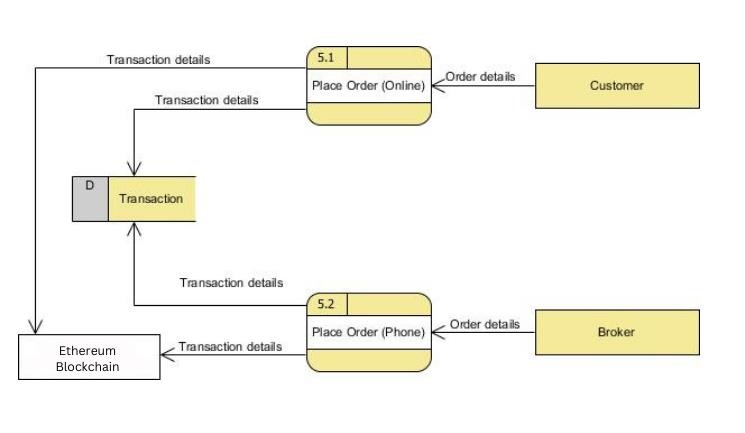 Transaction details
5.1
Place Order (Online)
Order details
Customer
Transaction details
D
Transaction
Transaction details
5.2
Place Order (Phone)
Order details
Broker
Transaction details
Ethereum
Blockchain